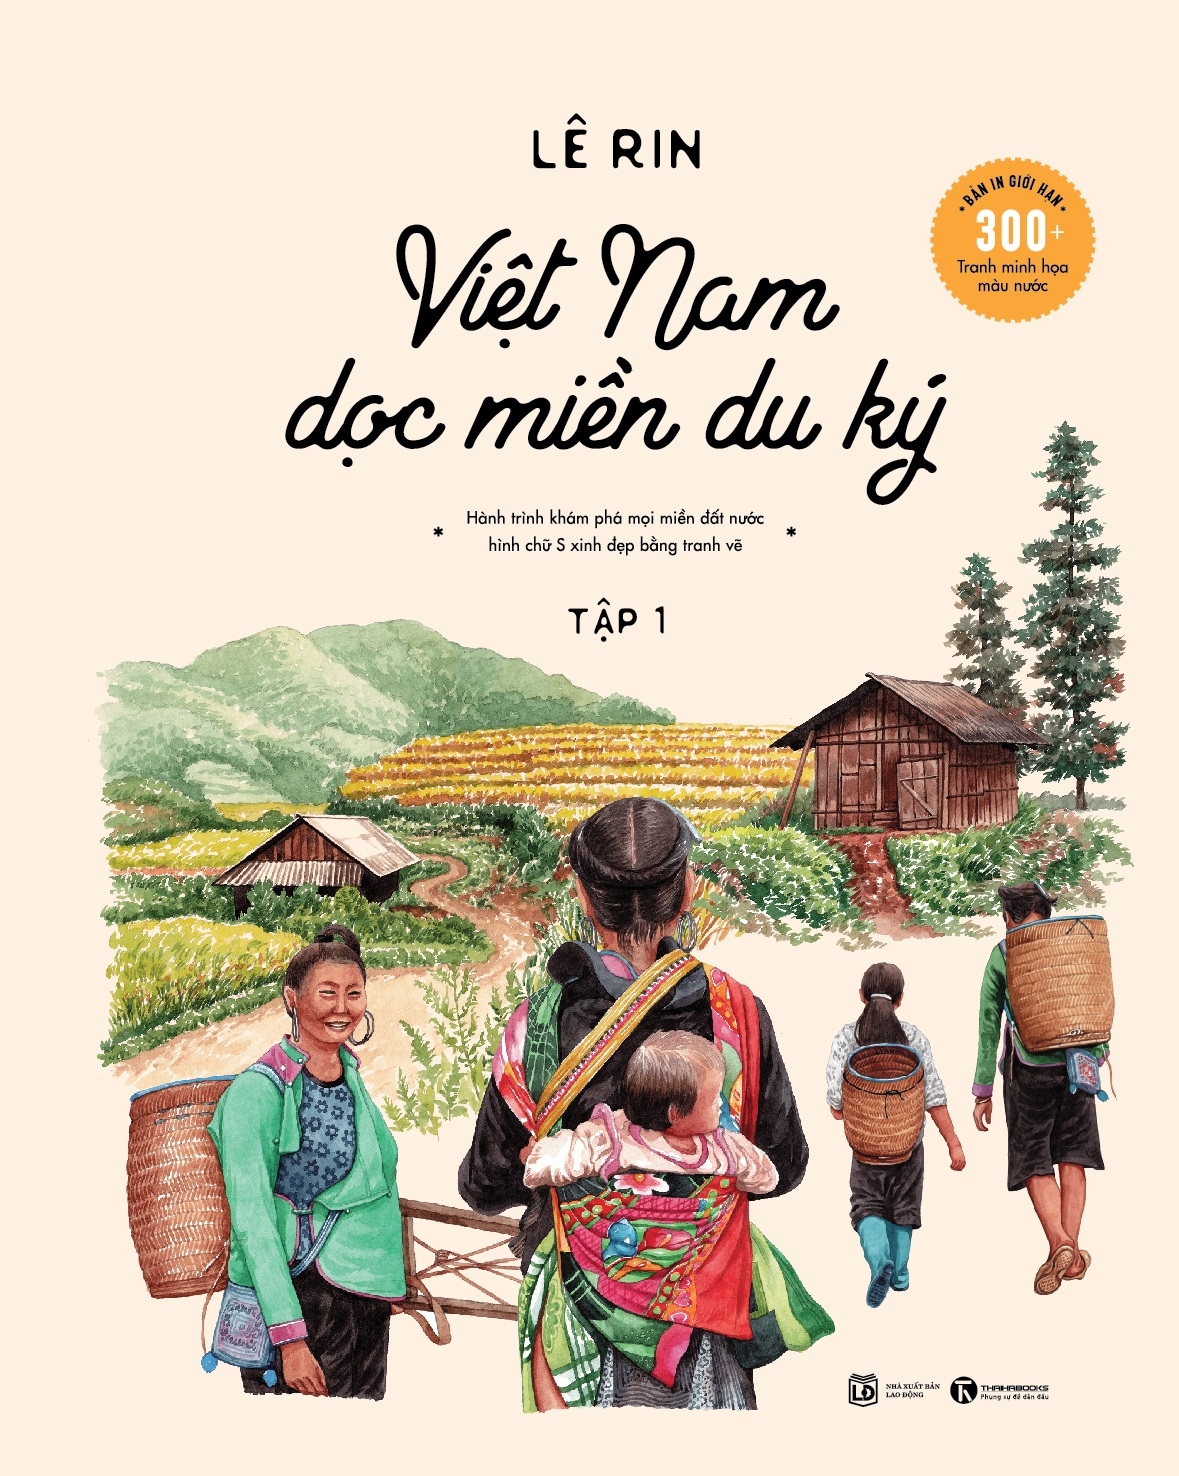 LÊ RIN
* BẢN IN GIỚI HẠN *
300+
Tranh minh họa
màu nước
Việt Nam
dọc miền du ký
* Hành trình khám phá mọi miền đất nước *
hình chữ S xinh đẹp bằng tranh vẽ
TẬP 1
LĐ
NHÀ XUẤT BẢN
LAO ĐỘNG
THAIHABOOKS
Phụng sự để dẫn đầu